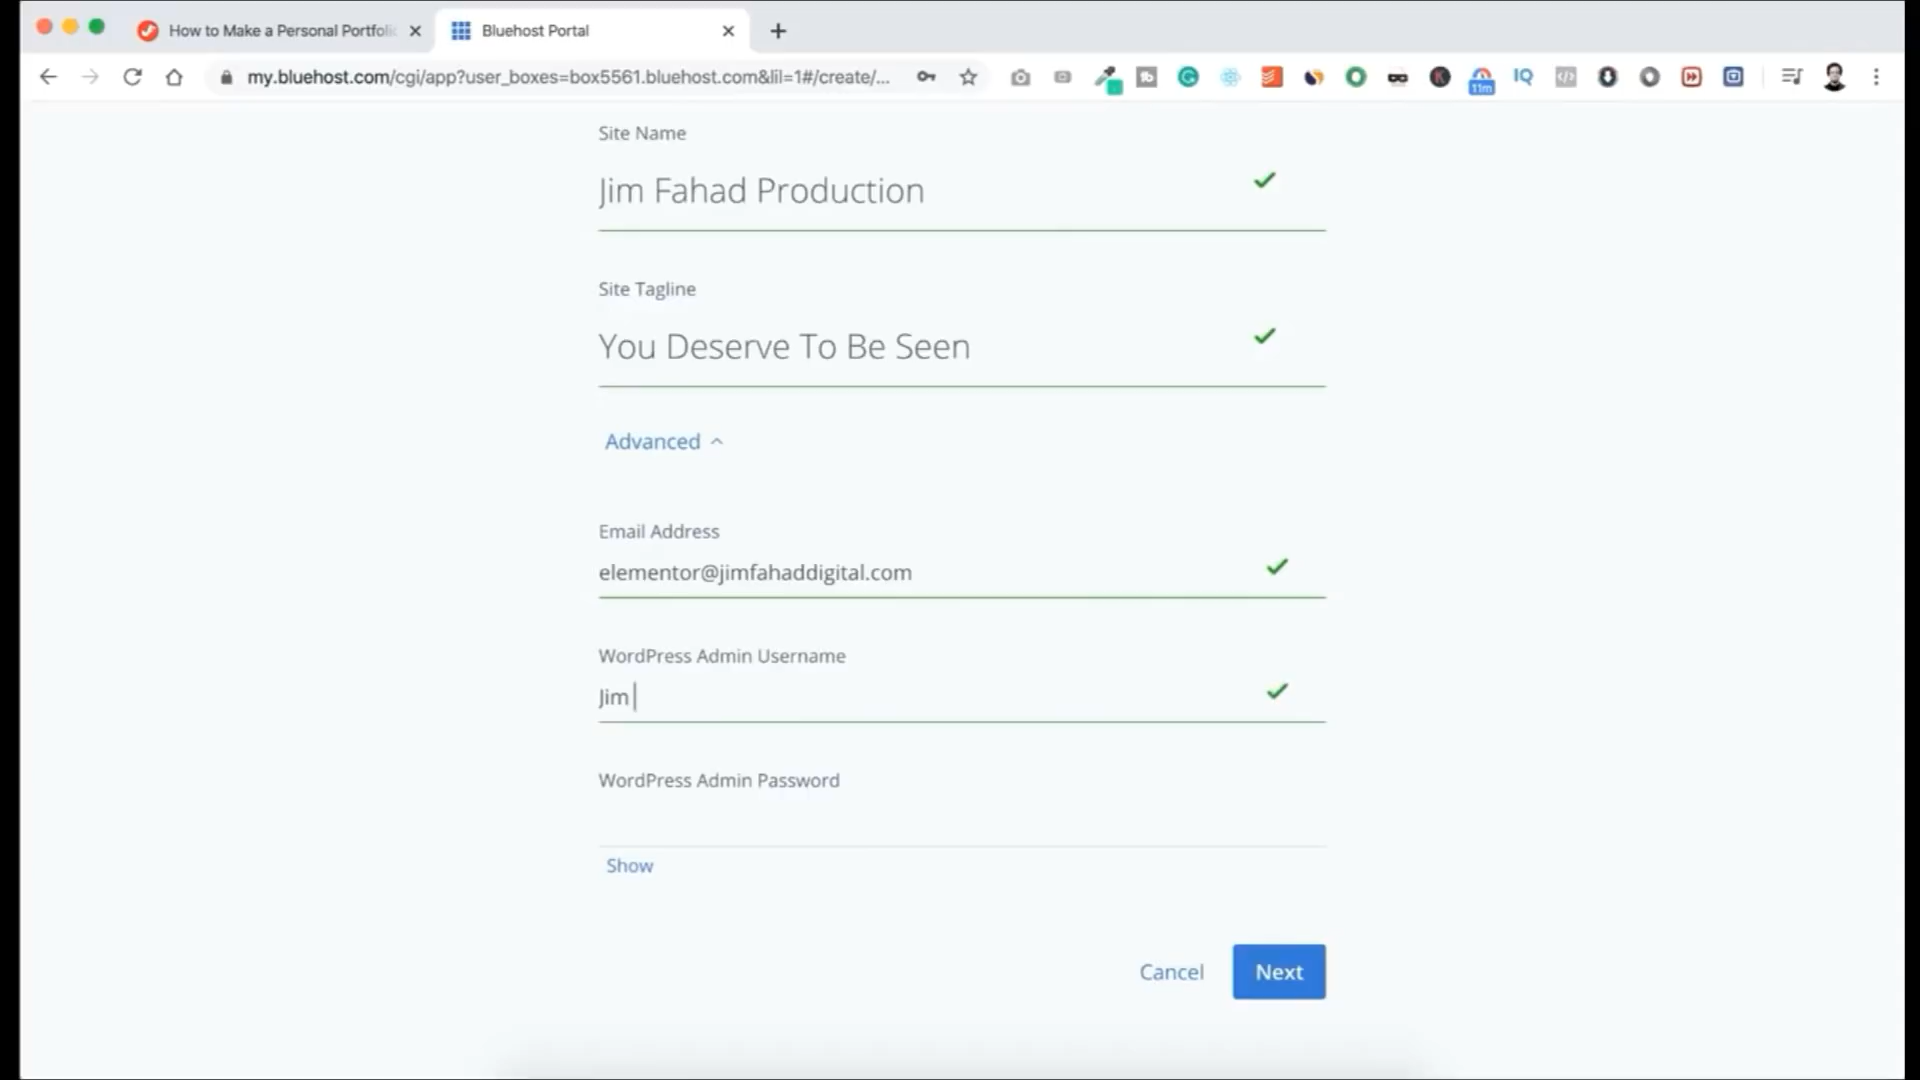 How to Make a Personal Portfoli
Bluehost Portal
my.bluehost.com/cgi/app?user_boxes=box5561.bluehost.com&lil=1#/create/...
11m
IQ
Site Name
Jim Fahad Production
Site Tagline
You Deserve To Be Seen
Advanced
Email Address
elementor@jimfahaddigital.com
WordPress Admin Username
Jim
WordPress Admin Password
Show
Cancel
Next